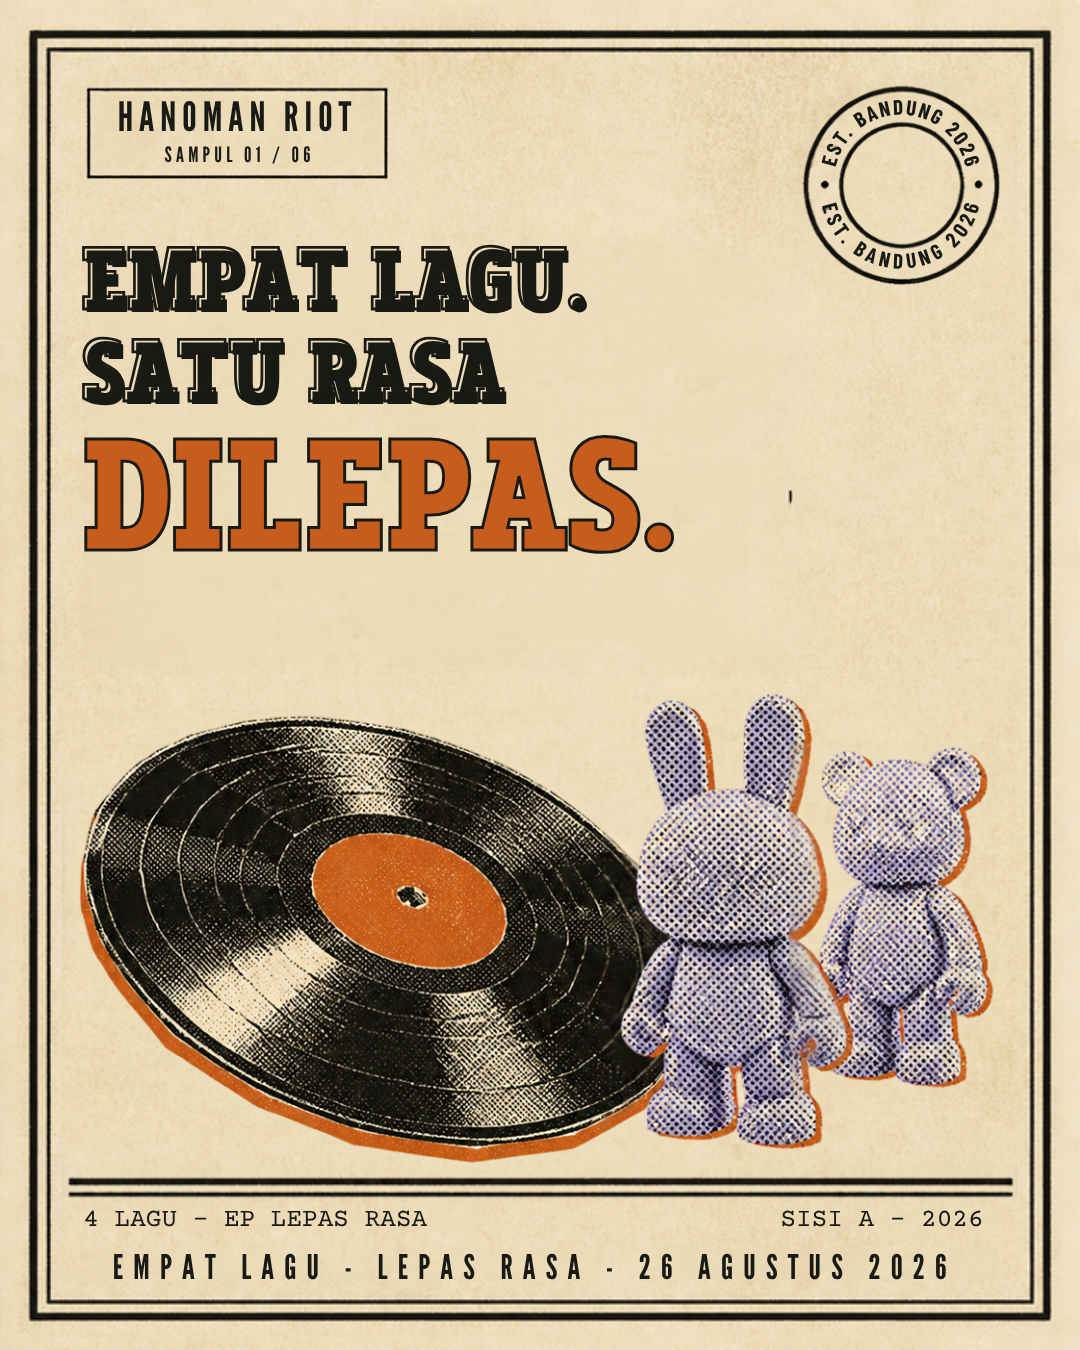 HANOMAN RIOT
SAMPUL 01 / 06
EST. BANDUNG 2026
EST. BANDUNG 2026
EMPAT LAGU.
SATU RASA
DILEPAS.
4 LAGU – EP LEPAS RASA
SISI A – 2026
EMPAT LAGU - LEPAS RASA - 26 AGUSTUS 2026